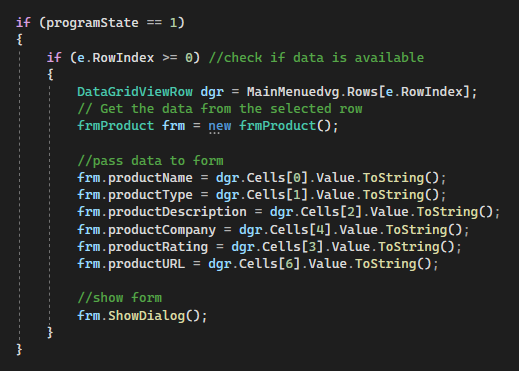 if (programState == 1)
{
if (e.RowIndex >= 0) //check if data is available
{
DataGridViewRow dgr = MainMenuedvg.Rows[e.RowIndex];
// Get the data from the selected row
frmProduct frm = new frmProduct();
//pass data to form
frm.productName = dgr.Cells[0].Value.ToString();
frm.productType = dgr.Cells[1].Value.ToString();
frm.productDescription = dgr.Cells[2].Value.ToString();
frm.productCompany = dgr.Cells[4].Value.ToString();
frm.productRating = dgr.Cells[3].Value.ToString();
frm.productURL = dgr.Cells[6].Value.ToString();
//show form
frm.ShowDialog();
}
}